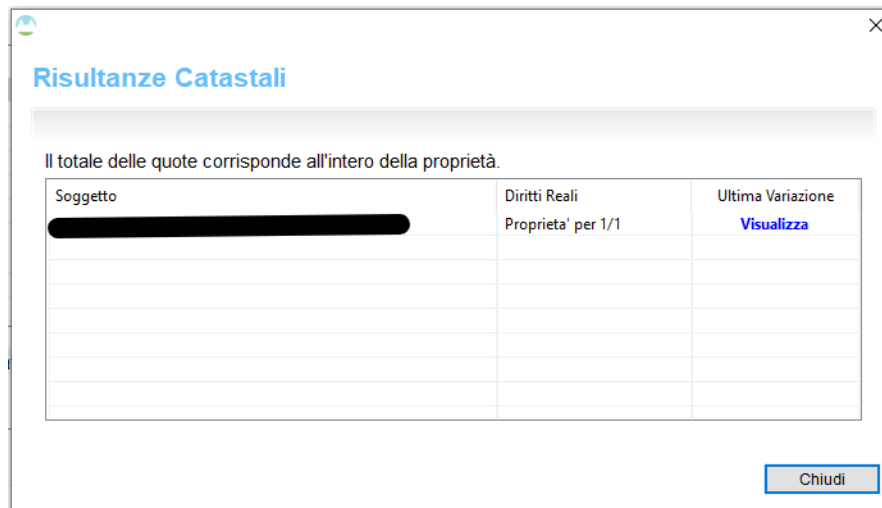 Risultanze Catastali
Il totale delle quote corrisponde all'intero della proprietà.
Soggetto Diritti Reali Ultima Variazione
Proprieta' per 1/1 Visualizza
Chiudi